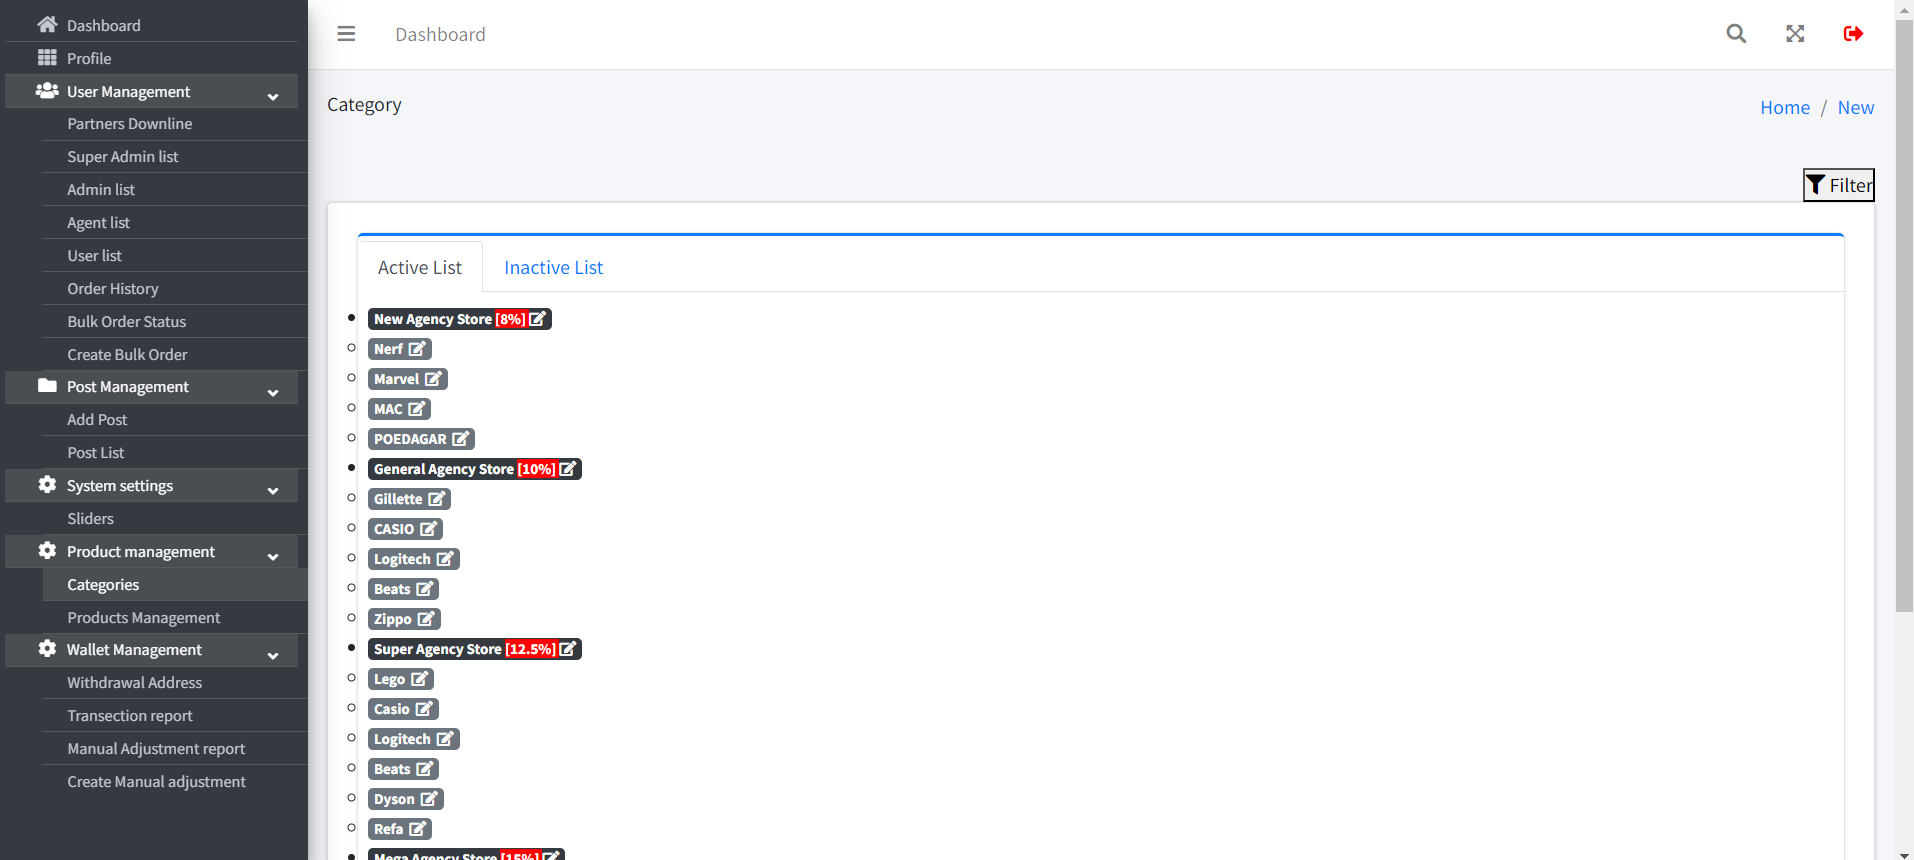 Dashboard
Profile
User Management
Partners Downline
Super Admin list
Admin list
Agent list
User list
Order History
Bulk Order Status
Create Bulk Order
Post Management
Add Post
Post List
System settings
Sliders
Product management
Categories
Products Management
Wallet Management
Withdrawal Address
Transection report
Manual Adjustment report
Create Manual adjustment
Dashboard
Category
Home / New
Filter
Active List Inactive List
New Agency Store [8%]
Nerf
Marvel
MAC
POEDAGAR
General Agency Store [10%]
Gillette
CASIO
Logitech
Beats
Zippo
Super Agency Store [12.5%]
Lego
Casio
Logitech
Beats
Dyson
Refa
Mega Agency Store [15%]